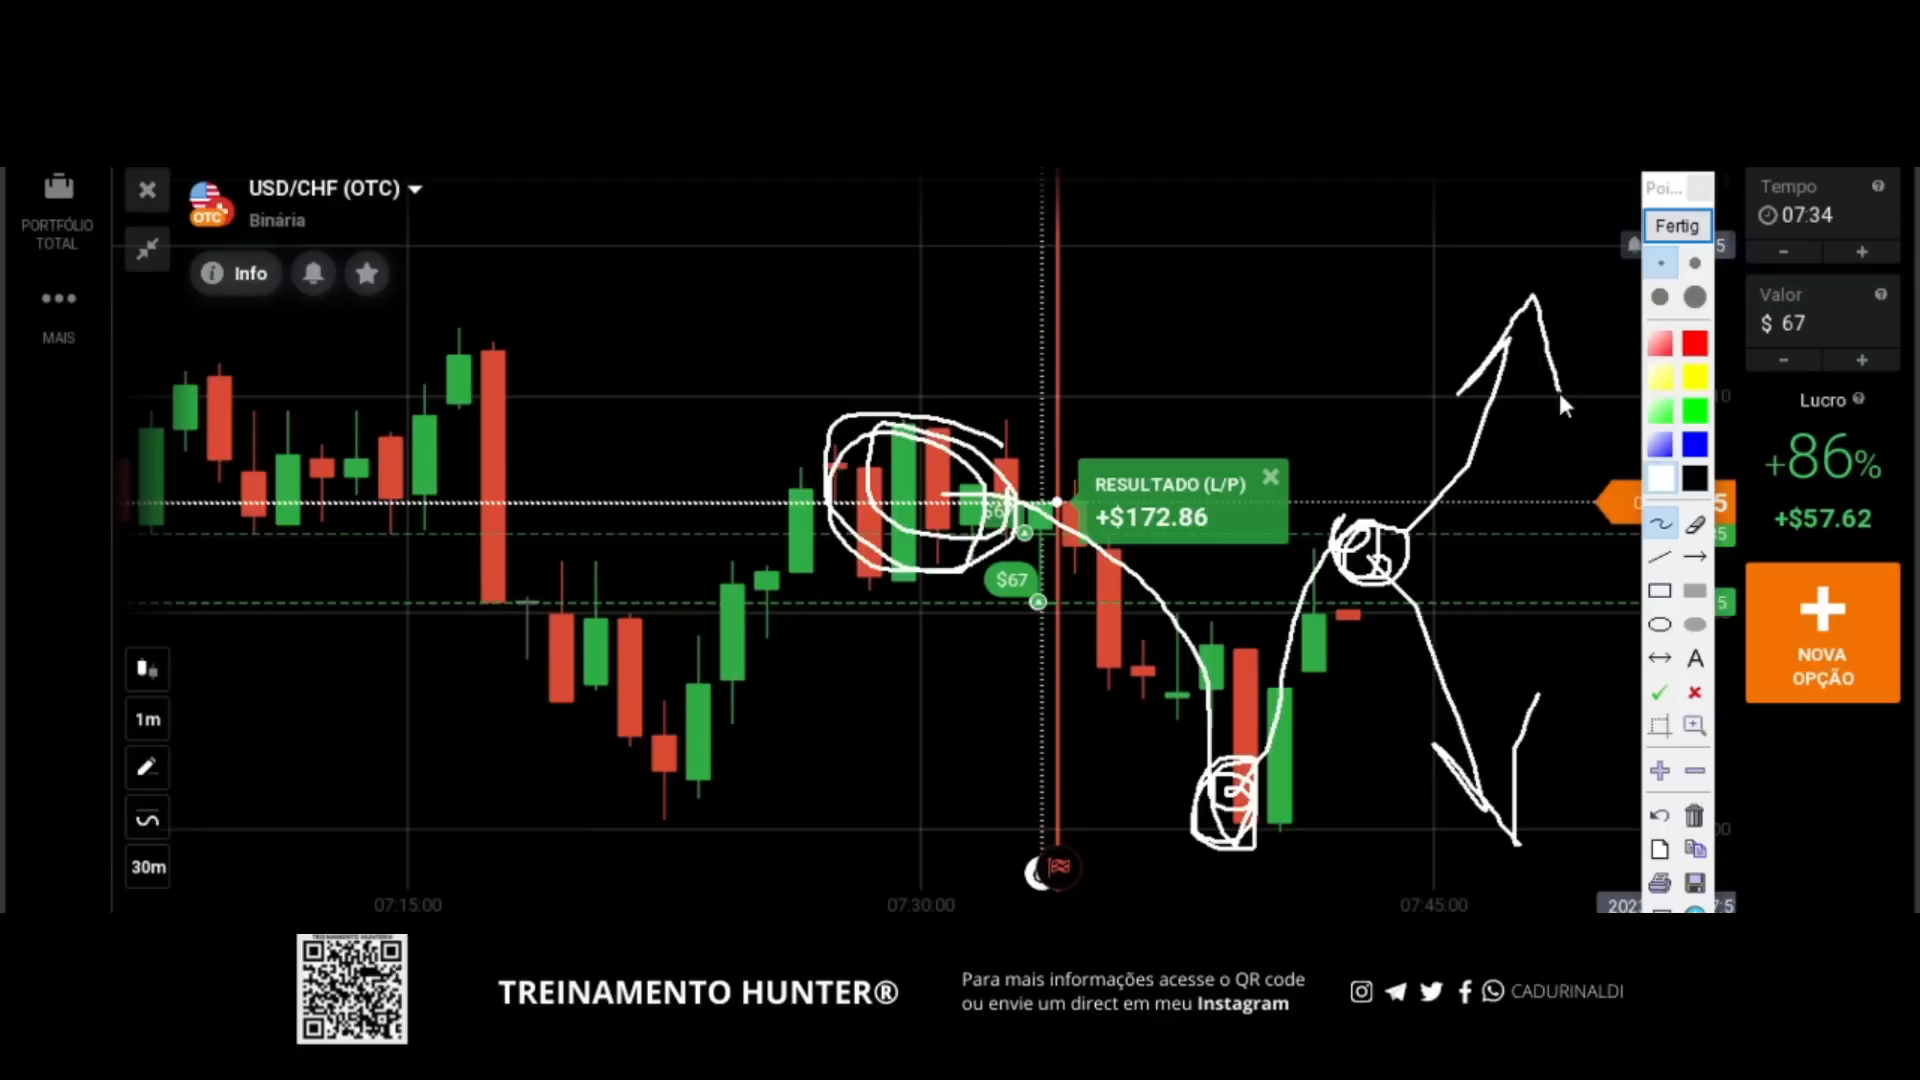 PORTFÓLIO
TOTAL
MAIS
USD/CHF (OTC)
OTC
Binária
Info
1m
30m
RESULTADO (L/P)
+$172.86
$67
07:15:00
07:30:00
07:45:00
Poi...
Fertig
A
Tempo
07:34
Valor
$ 67
Lucro
+86%
+$57.62
NOVA
OPÇÃO
TREINAMENTO HUNTER®
Para mais informações acesse o QR code
ou envie um direct em meu Instagram
CADURINALDI